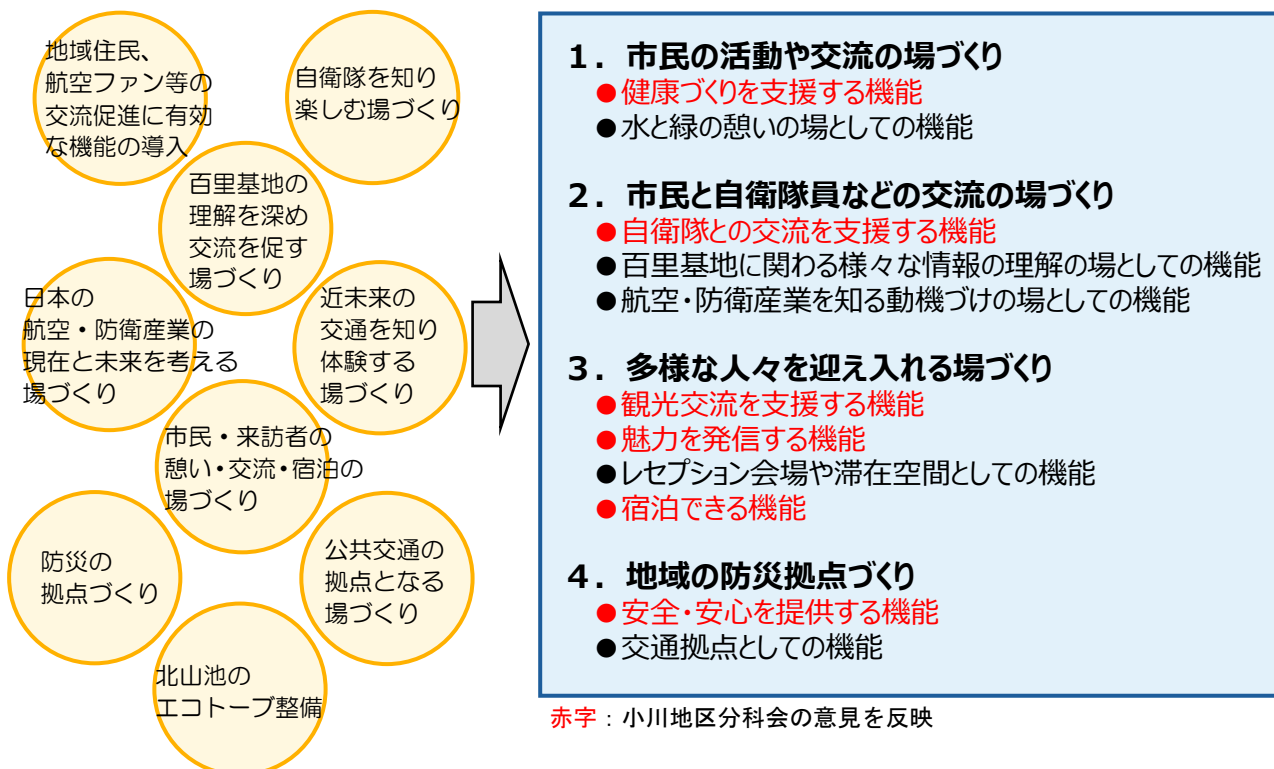 地域住民、
航空ファン等の
交流促進に有効
な機能の導入
自衛隊を知り
楽しむ場づくり
百里基地の
理解を深め
交流を促す
場づくり
日本の
航空・防衛産業の
現在と未来を考える
場づくり
近未来の
交通を知り
体験する
場づくり
市民・来訪者の
憩い・交流・宿泊の
場づくり
防災の
拠点づくり
公共交通の
拠点となる
場づくり
北山池の
エコトーブ整備
１．市民の活動や交流の場づくり
●健康づくりを支援する機能
●水と緑の憩いの場としての機能
２．市民と自衛隊員などの交流の場づくり
●自衛隊との交流を支援する機能
●百里基地に関わる様々な情報の理解の場としての機能
●航空・防衛産業を知る動機づけの場としての機能
３．多様な人々を迎え入れる場づくり
●観光交流を支援する機能
●魅力を発信する機能
●レセプション会場や滞在空間としての機能
●宿泊できる機能
４．地域の防災拠点づくり
●安全・安心を提供する機能
●交通拠点としての機能
赤字：小川地区分科会の意見を反映